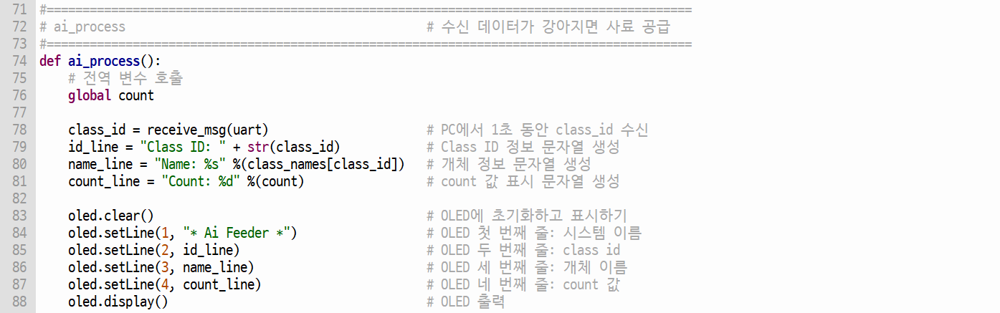 71 #==========================================================================================
72 # ai_process # 수신 데이터가 강아지면 사료 공급
73 #==========================================================================================
74 def ai_process():
75 # 전역 변수 호출
76 global count
77
78 class_id = receive_msg(uart) # PC에서 1초 동안 class_id 수신
79 id_line = "Class ID: " + str(class_id) # Class ID 정보 문자열 생성
80 name_line = "Name: %s" %(class_names[class_id]) # 개체 정보 문자열 생성
81 count_line = "Count: %d" %(count) # count 값 표시 문자열 생성
82
83 oled.clear() # OLED에 초기화하고 표시하기
84 oled.setLine(1, "* Ai Feeder *") # OLED 첫 번째 줄: 시스템 이름
85 oled.setLine(2, id_line) # OLED 두 번째 줄: class id
86 oled.setLine(3, name_line) # OLED 세 번째 줄: 개체 이름
87 oled.setLine(4, count_line) # OLED 네 번째 줄: count 값
88 oled.display() # OLED 출력